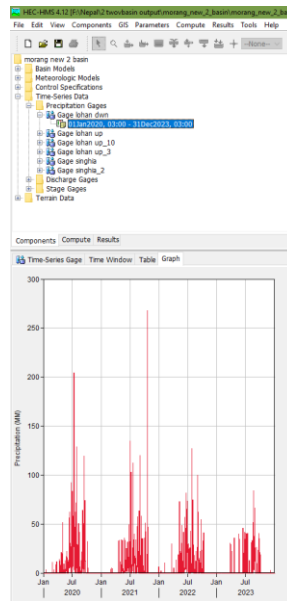 HEC-HMS 4.12 [F:\Nepal\2 twovbasin output\morang_new_2_basin\morang_new_2_ba
File Edit View Components GIS Parameters Compute Results Tools Help
--None--
morang new 2 basin
Basin Models
Meteorologic Models
Control Specifications
Time-Series Data
Precipitation Gages
Gage lohan dwn
01Jan2020, 03:00 - 31Dec2023, 03:00
Gage lohan up
Gage lohan up_10
Gage lohan up_3
Gage singhia
Gage singhia_2
Discharge Gages
Stage Gages
Terrain Data
Components Compute Results
Time-Series Gage Time Window Table Graph
300
250
200
150
100
50
0
Precipitation (MM)
Jan Jul Jan Jul Jan Jul Jan Jul
2020 2021 2022 2023